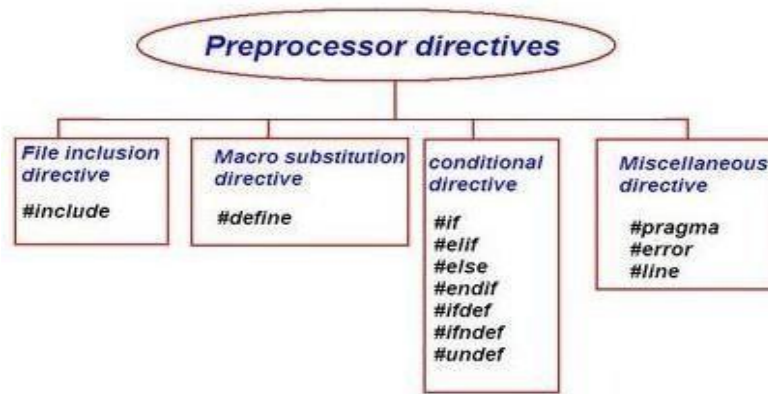 Preprocessor directives
File inclusion
directive
#include
Macro substitution
directive
#define
conditional
directive
#if
#elif
#else
#endif
#ifdef
#ifndef
#undef
Miscellaneous
directive
#pragma
#error
#line